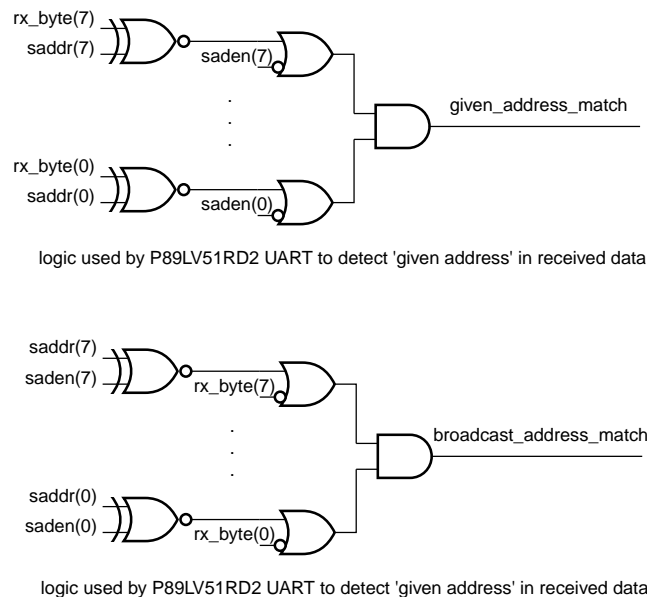 rx_byte(7)
saddr(7)
saden(7)
given_address_match
rx_byte(0)
saddr(0)
saden(0)
logic used by P89LV51RD2 UART to detect 'given address' in received data
saddr(7)
saden(7)
rx_byte(7)
broadcast_address_match
saddr(0)
saden(0)
rx_byte(0)
logic used by P89LV51RD2 UART to detect 'given address' in received data